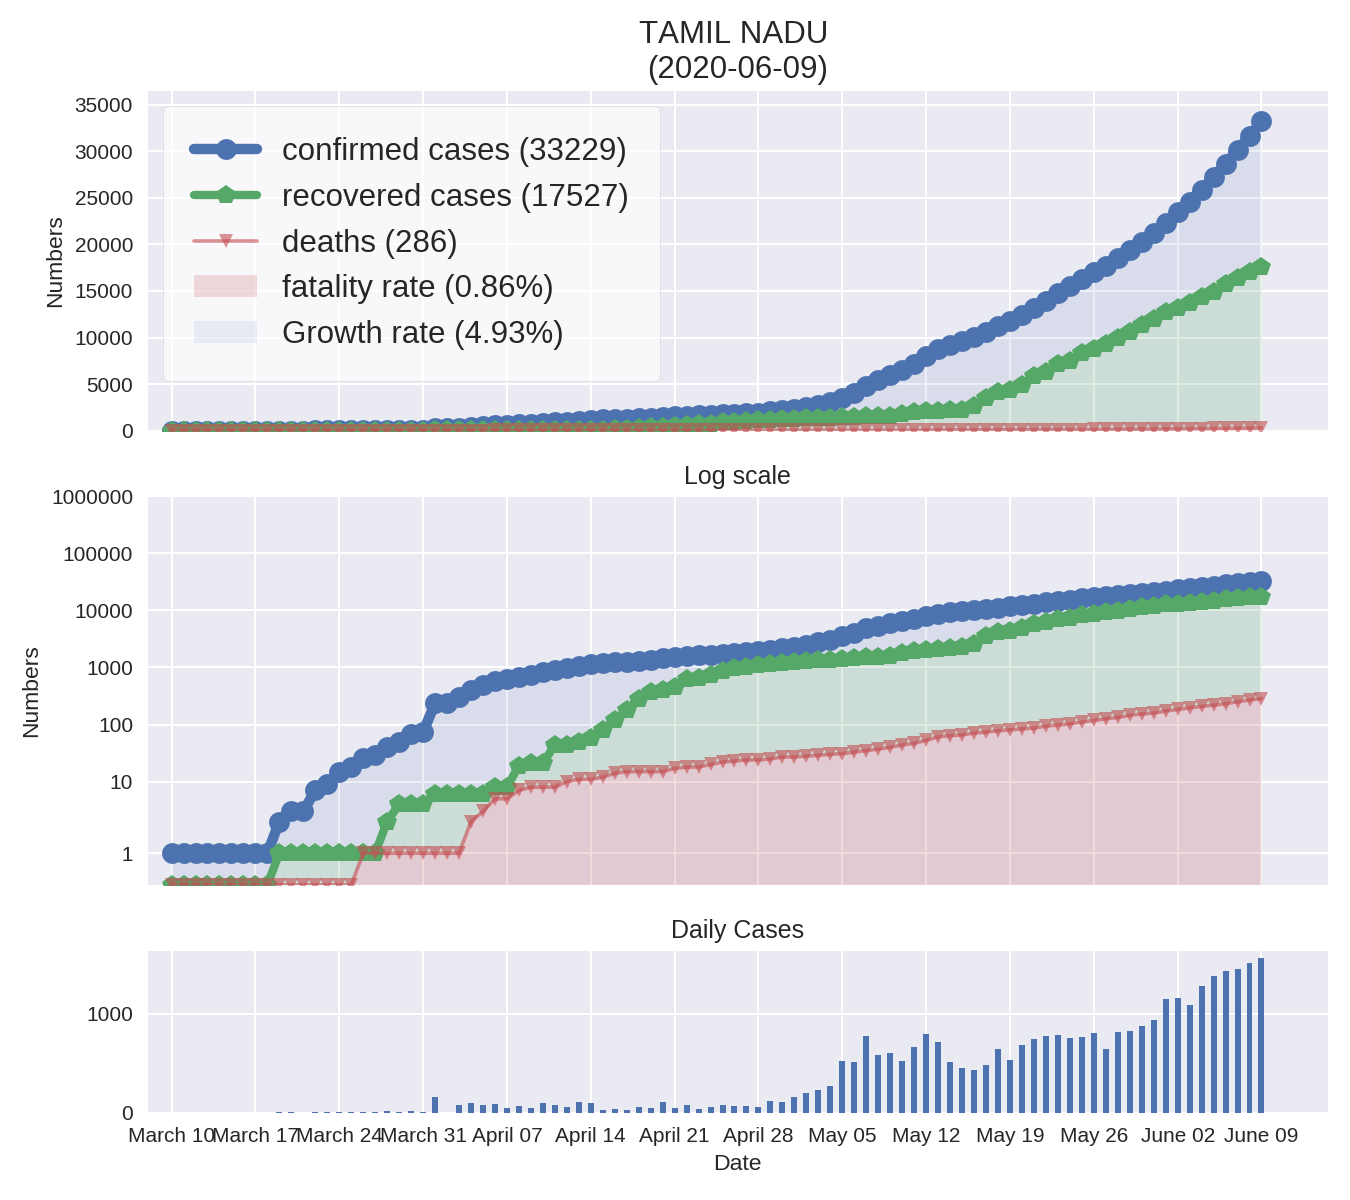 TAMIL NADU
(2020-06-09)
35000
30000
25000
20000
15000
10000
5000
0
Numbers
confirmed cases (33229)
recovered cases (17527)
deaths (286)
fatality rate (0.86%)
Growth rate (4.93%)
Log scale
1000000
100000
10000
1000
100
10
1
Numbers
Daily Cases
1000
0
March 10 March 17 March 24 March 31 April 07 April 14 April 21 April 28 May 05 May 12 May 19 May 26 June 02 June 09
Date